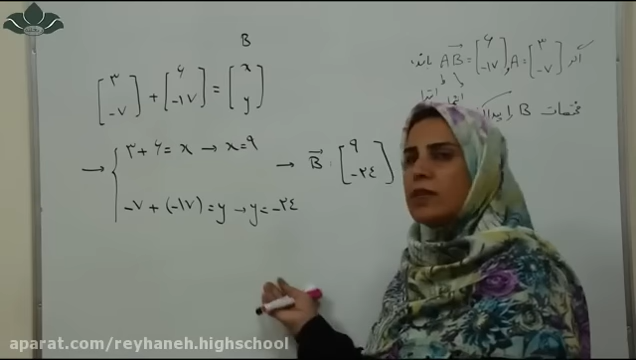 اگر A = [۳ -۷] و AB = [۶ -۱۷] باشد،
مختصات B را
B
[۳ -۷] + [۶ -۱۷] = [x y]
→ { ۳+۶ = x → x = ۹
-۷ + (-۱۷) = y → y = -۲۴
→ B : [۹ -۲۴]
aparat.com/reyhaneh.highschool